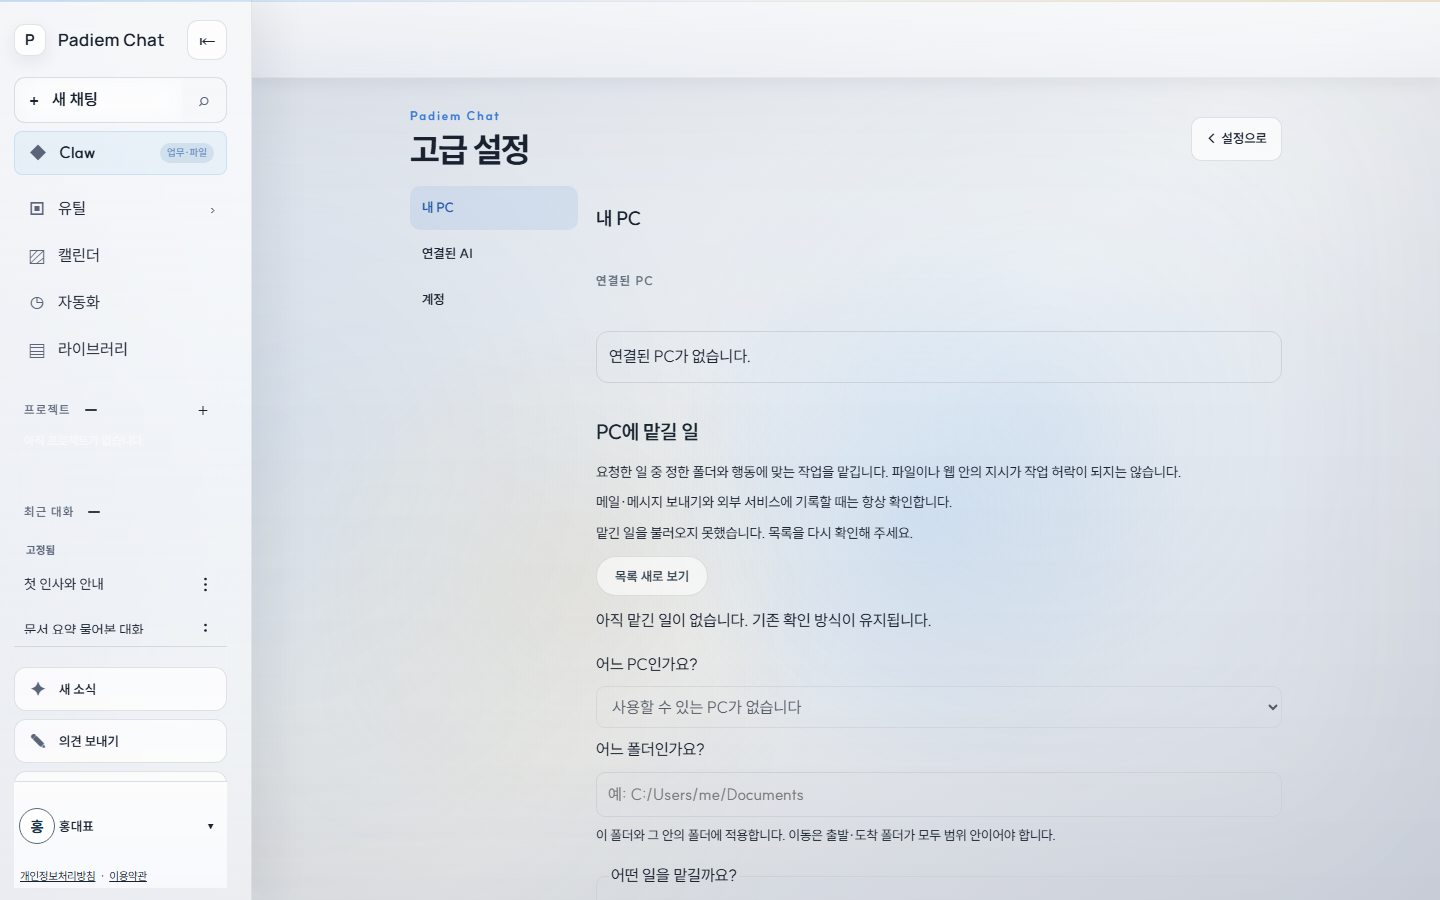 P Padiem Chat
+ 새 채팅
Claw 업무·파일
유틸
캘린더
자동화
라이브러리
프로젝트
아직 프로젝트가 없습니다.
최근 대화
고정됨
첫 인사와 안내
문서 요약 물어본 대화
새 소식
의견 보내기
홍 홍대표
개인정보처리방침 · 이용약관
Padiem Chat
고급 설정
설정으로
내 PC
연결된 AI
계정
내 PC
연결된 PC
연결된 PC가 없습니다.
PC에 맡길 일
요청한 일 중 정한 폴더와 행동에 맞는 작업을 맡깁니다. 파일이나 웹 안의 지시가 작업 허락이 되지는 않습니다.
메일·메시지 보내기와 외부 서비스에 기록할 때는 항상 확인합니다.
맡긴 일을 불러오지 못했습니다. 목록을 다시 확인해 주세요.
목록 새로 보기
아직 맡긴 일이 없습니다. 기존 확인 방식이 유지됩니다.
어느 PC인가요?
사용할 수 있는 PC가 없습니다
어느 폴더인가요?
예: C:/Users/me/Documents
이 폴더와 그 안의 폴더에 적용합니다. 이동은 출발·도착 폴더가 모두 범위 안이어야 합니다.
어떤 일을 맡길까요?